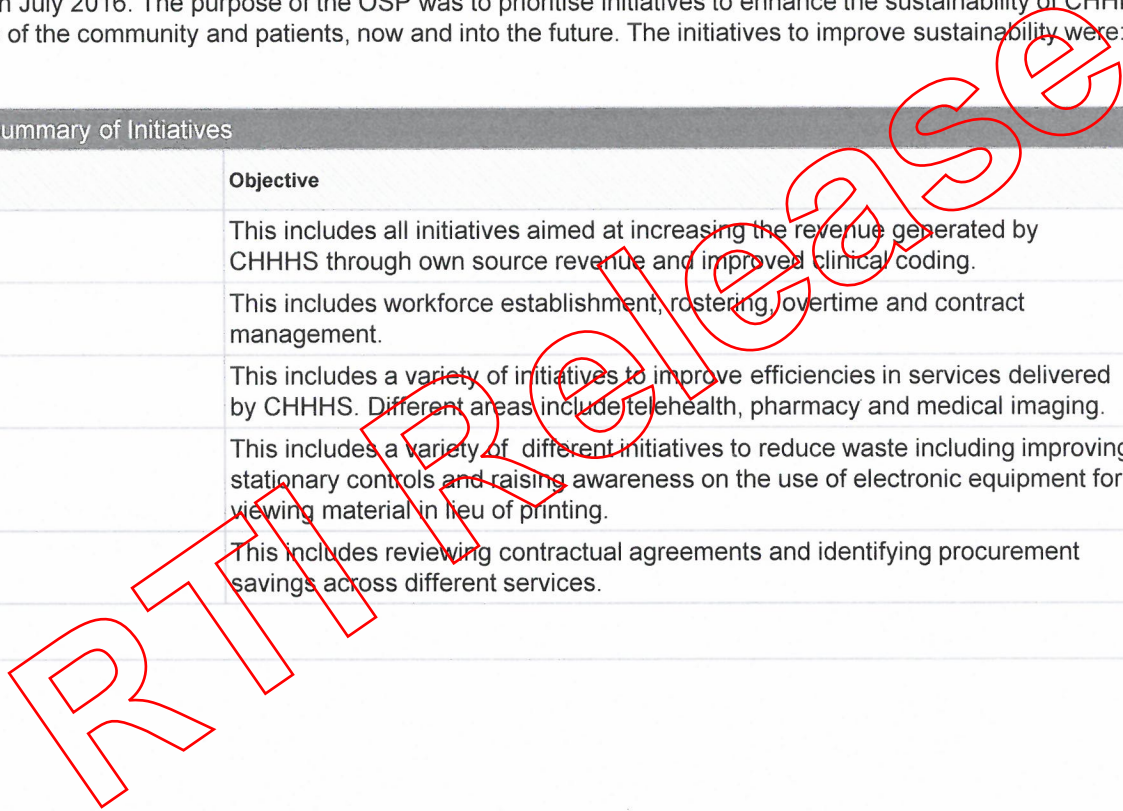 n July 2016. The purpose of the OSP was to prioritise initiatives to enhance the sustainability of CHHH
of the community and patients, now and into the future. The initiatives to improve sustainability were:
ummary of Initiatives
Objective
This includes all initiatives aimed at increasing the revenue generated by
CHHHS through own source revenue and improved clinical coding.
This includes workforce establishment, rostering, overtime and contract
management.
This includes a variety of initiatives to improve efficiencies in services delivered
by CHHHS. Different areas include telehealth, pharmacy and medical imaging.
This includes a variety of  different initiatives to reduce waste including improving
stationary controls and raising awareness on the use of electronic equipment for
viewing material in lieu of printing.
This includes reviewing contractual agreements and identifying procurement
savings across different services.
RTI Release